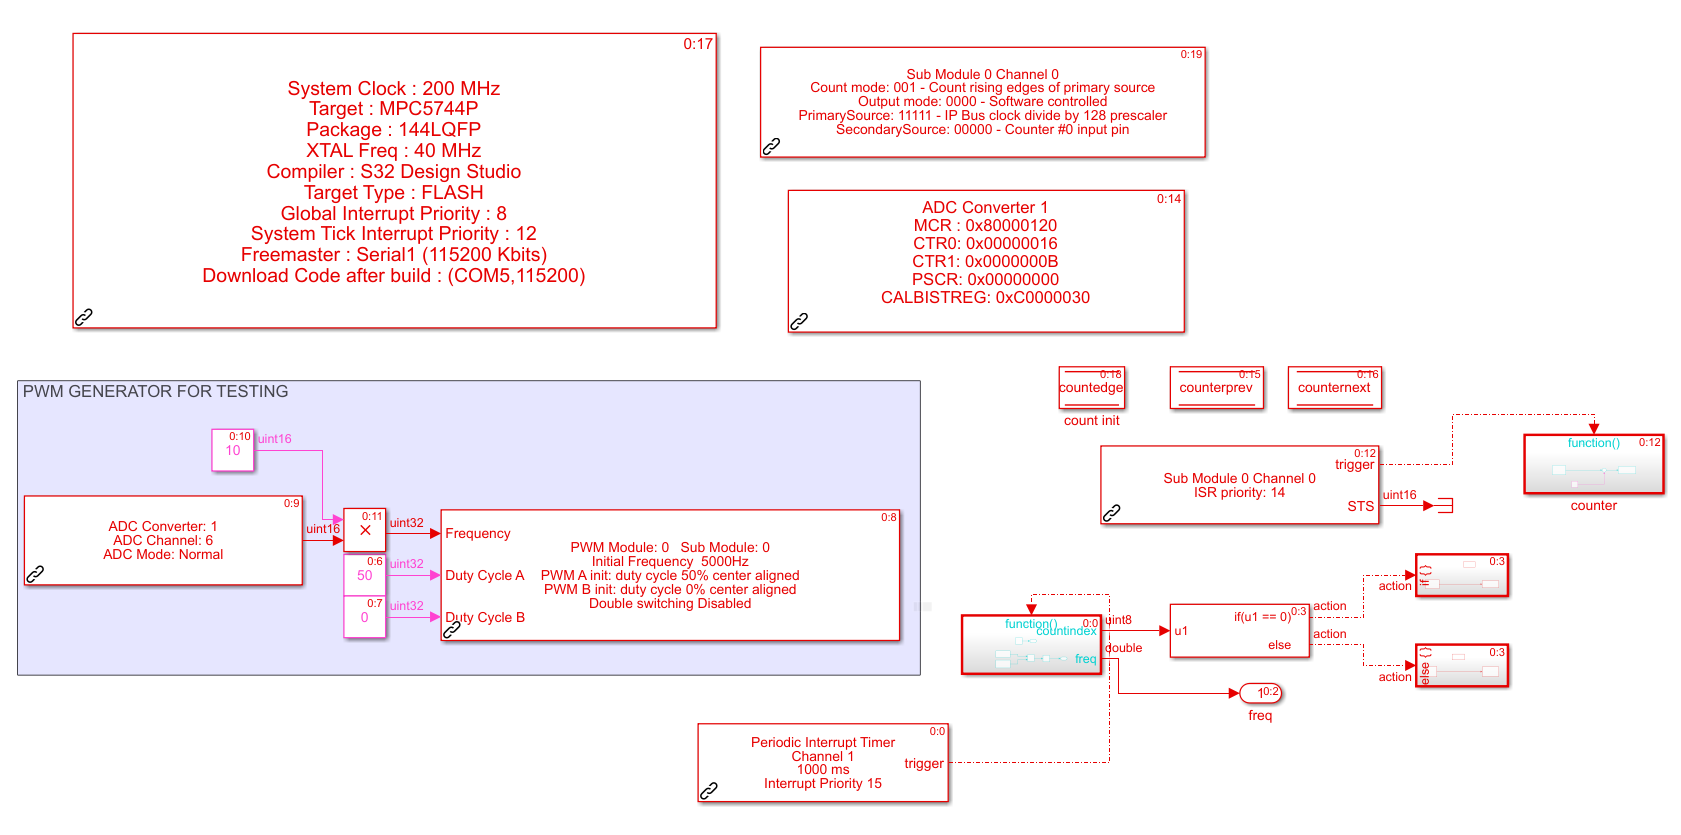 0:17
System Clock : 200 MHz
Target : MPC5744P
Package : 144LQFP
XTAL Freq : 40 MHz
Compiler : S32 Design Studio
Target Type : FLASH
Global Interrupt Priority : 8
System Tick Interrupt Priority : 12
Freemaster : Serial1 (115200 Kbits)
Download Code after build : (COM5,115200)
0:19
Sub Module 0 Channel 0
Count mode: 001 - Count rising edges of primary source
Output mode: 0000 - Software controlled
PrimarySource: 11111 - IP Bus clock divide by 128 prescaler
SecondarySource: 00000 - Counter #0 input pin
0:14
ADC Converter 1
MCR : 0x80000120
CTR0: 0x00000016
CTR1: 0x0000000B
PSCR: 0x00000000
CALBISTREG: 0xC0000030
PWM GENERATOR FOR TESTING
0:10
10
uint16
0:9
ADC Converter: 1
ADC Channel: 6
ADC Mode: Normal
uint16
0:11
×
uint32
0:6
50
uint32
0:7
0
uint32
0:8
Frequency
Duty Cycle A
Duty Cycle B
PWM Module: 0 Sub Module: 0
Initial Frequency 5000Hz
PWM A init: duty cycle 50% center aligned
PWM B init: duty cycle 0% center aligned
Double switching Disabled
0:18
countedge
count init
0:15
counterprev
0:16
counternext
0:12
trigger
Sub Module 0 Channel 0
ISR priority: 14
STS
uint16
function()
0:12
counter
function()
0:0
countindex
freq
uint8
double
u1
0:3
if(u1 == 0)
else
action
action
action
if { }
0:3
action
else { }
0:3
1
0:2
freq
0:0
Periodic Interrupt Timer
Channel 1
1000 ms
Interrupt Priority 15
trigger